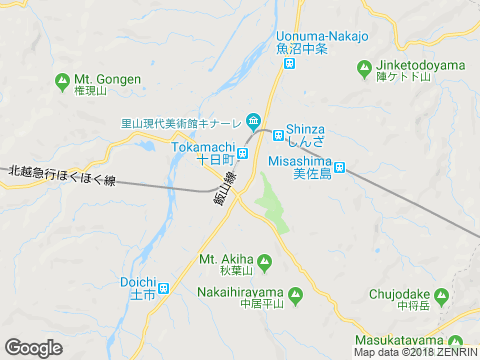 Uonuma-Nakajo
魚沼中条
Jinketodoyama
陣ケトド山
Mt. Gongen
権現山
里山現代美術館キナーレ
Shinza
しんざ
Tokamachi
十日町
Misashima
美佐島
北越急行ほくほく線
飯山線
Mt. Akiha
秋葉山
Doichi
土市
Nakaihirayama
中居平山
Chujodake
中将岳
Masukatayama
Google
Map data ©2018 ZENRIN